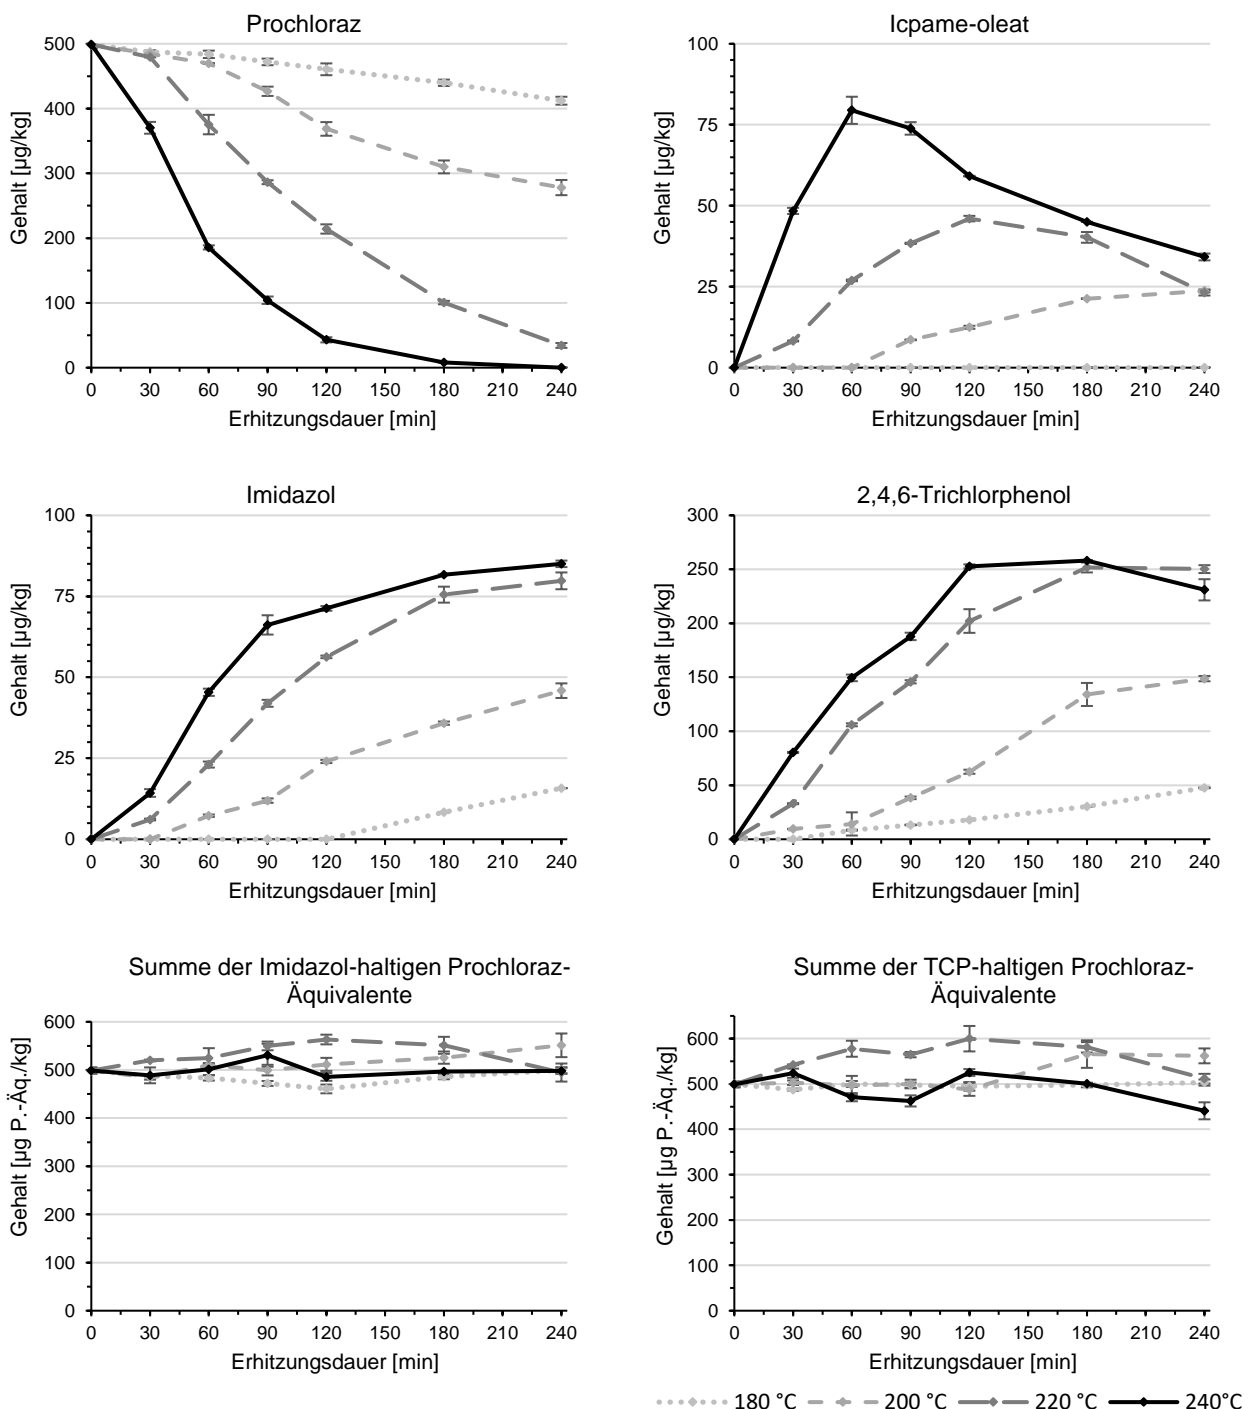 Prochloraz
500
400
300
200
100
0
0 30 60 90 120 150 180 210 240
Gehalt [µg/kg]
Erhitzungsdauer [min]
Icpame-oleat
100
75
50
25
0
0 30 60 90 120 150 180 210 240
Gehalt [µg/kg]
Erhitzungsdauer [min]
Imidazol
100
75
50
25
0
0 30 60 90 120 150 180 210 240
Gehalt [µg/kg]
Erhitzungsdauer [min]
2,4,6-Trichlorphenol
300
250
200
150
100
50
0
0 30 60 90 120 150 180 210 240
Gehalt [µg/kg]
Erhitzungsdauer [min]
Summe der Imidazol-haltigen Prochloraz-
Äquivalente
600
500
400
300
200
100
0
0 30 60 90 120 150 180 210 240
Gehalt [µg P.-Äq./kg]
Erhitzungsdauer [min]
Summe der TCP-haltigen Prochloraz-
Äquivalente
600
500
400
300
200
100
0
0 30 60 90 120 150 180 210 240
Gehalt [µg P.-Äq./kg]
Erhitzungsdauer [min]
180 °C 200 °C 220 °C 240°C